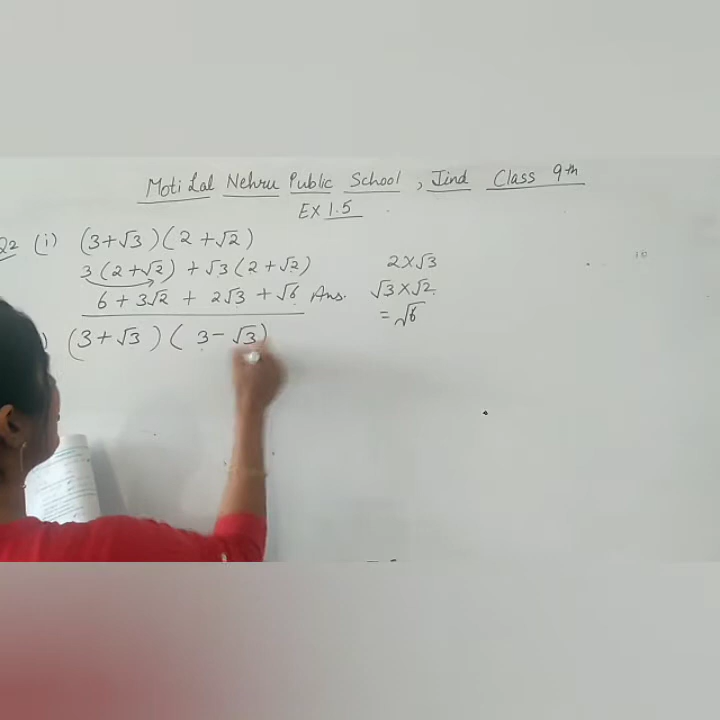 Moti Lal Nehru Public School, Jind Class 9th
EX 1.5
Q2 (i) (3+√3)(2+√2)
3(2+√2) + √3(2+√2)
6 + 3√2 + 2√3 + √6 Ans.
2×√3
√3×√2
= √6
) (3+√3)(3-√3)